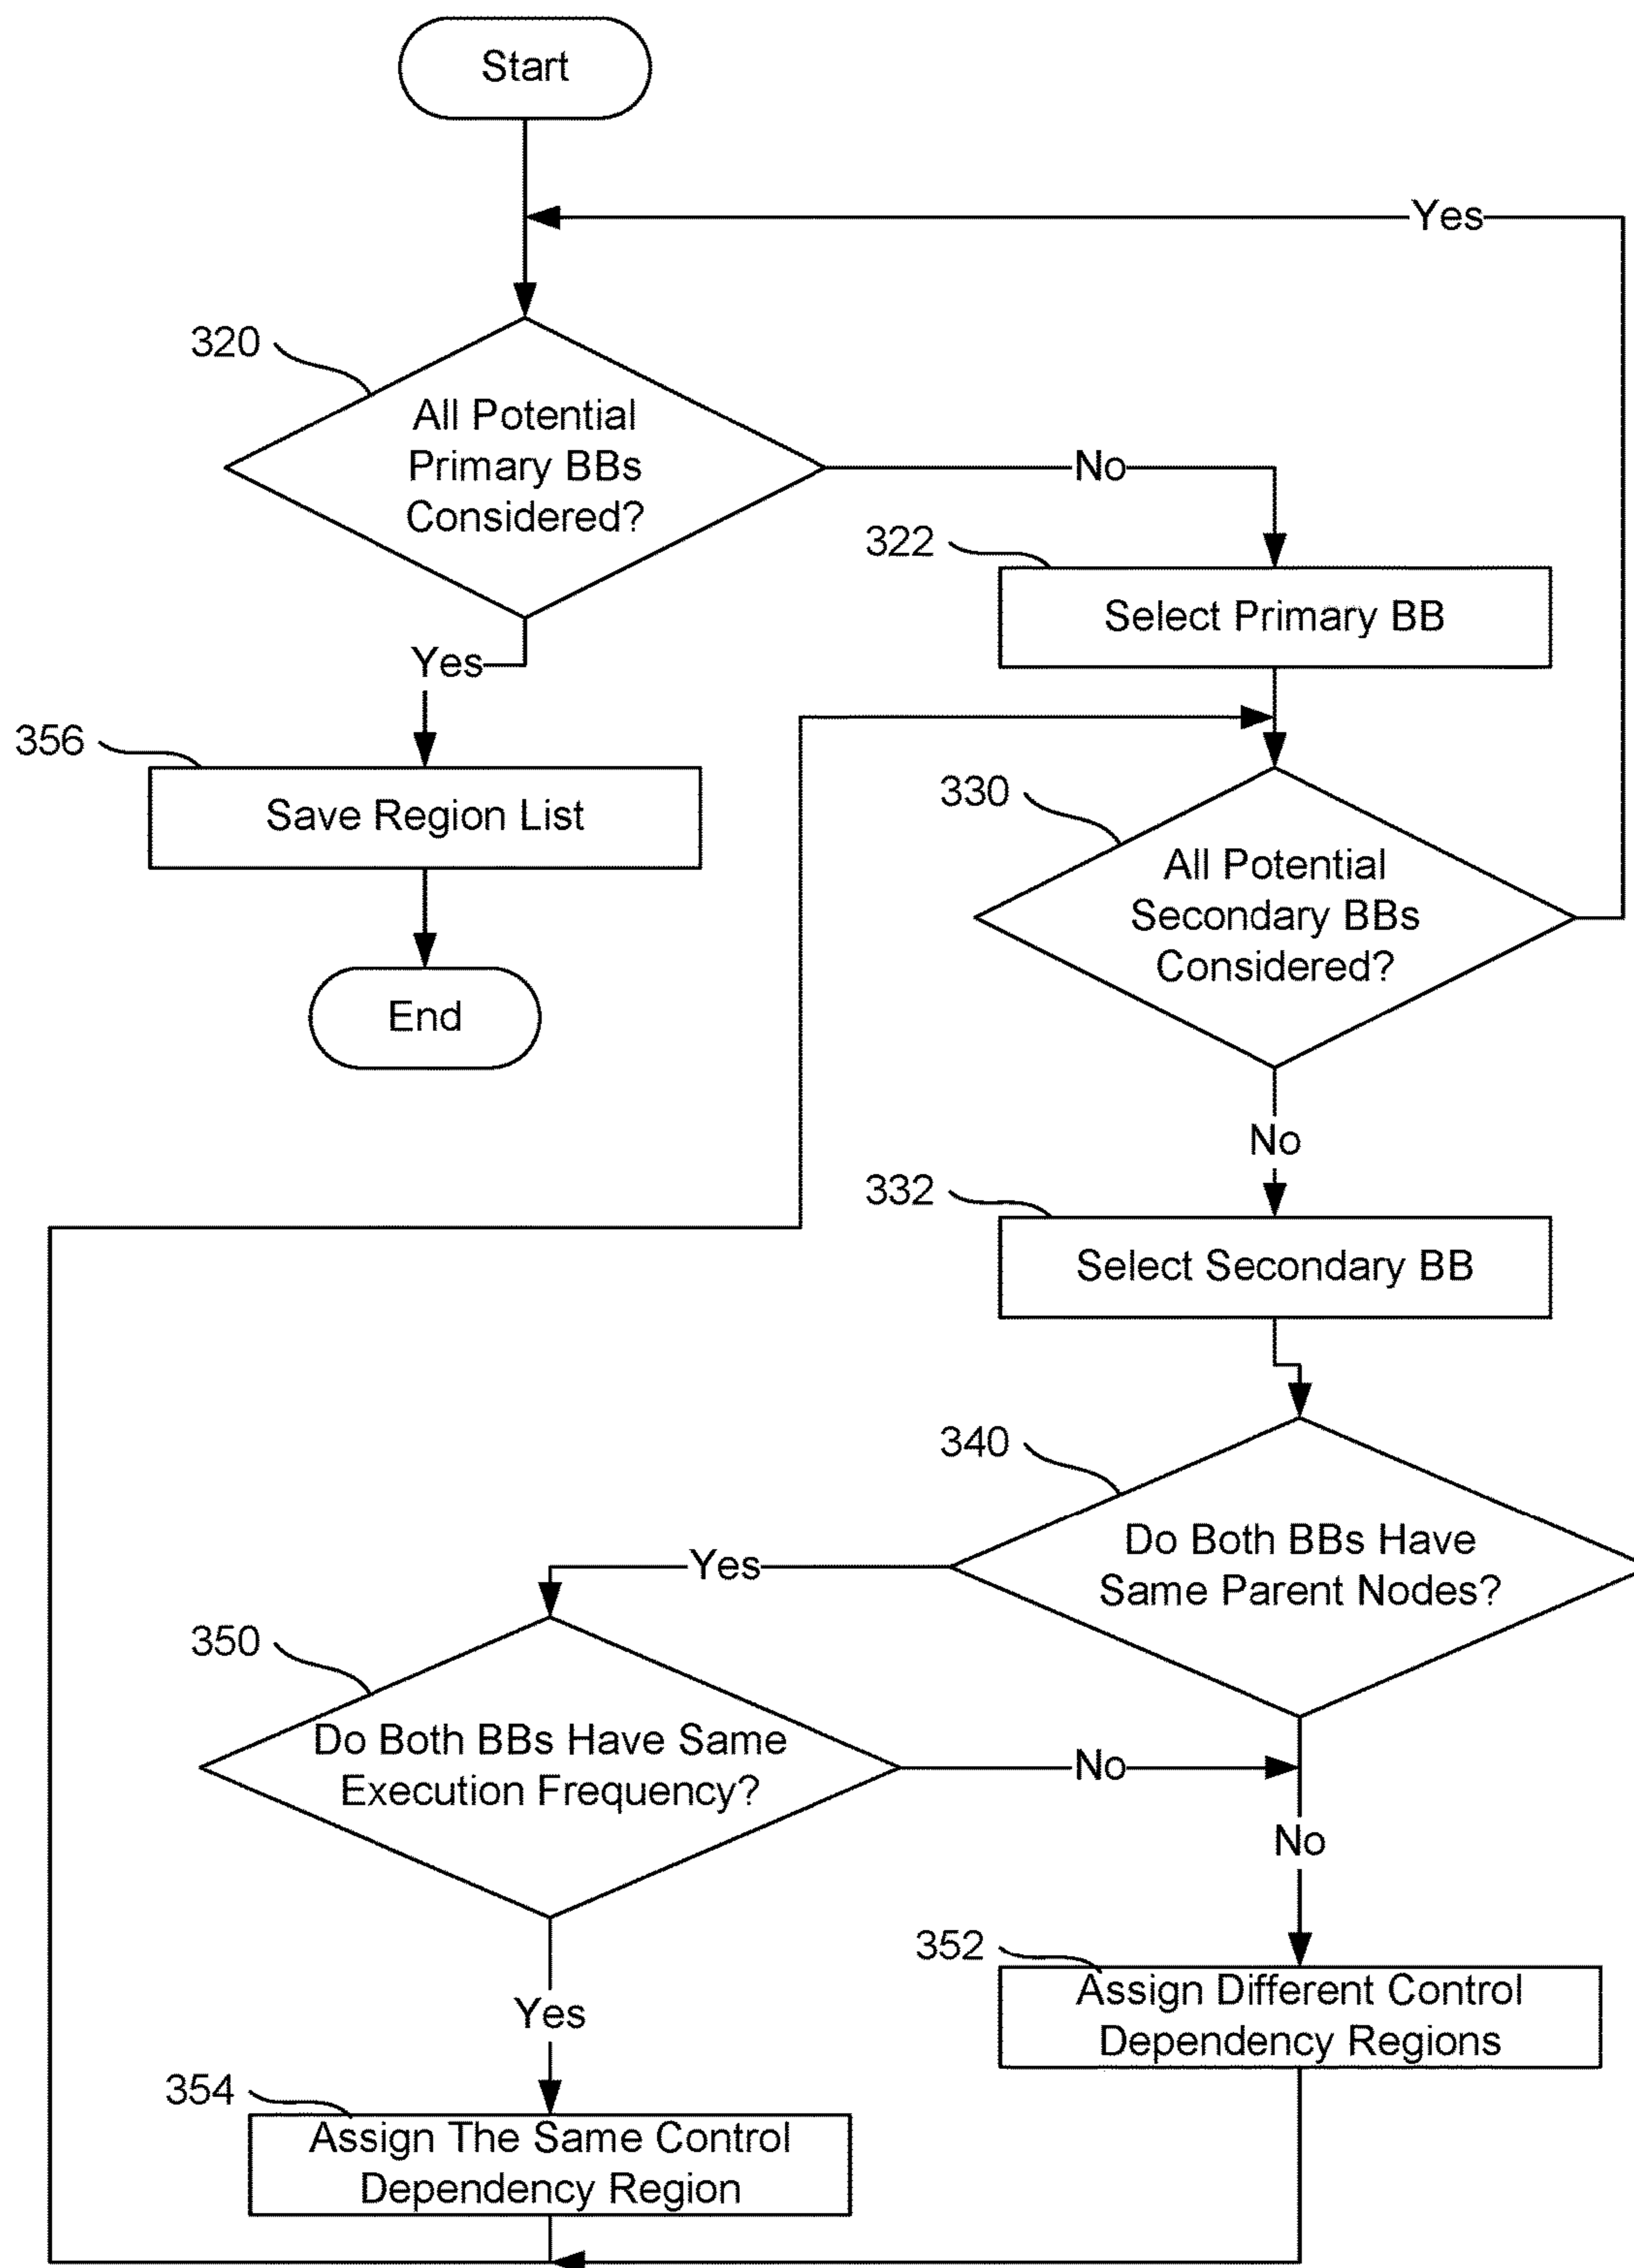 Start
Yes
320
All Potential
Primary BBs
Considered?
No
322
Select Primary BB
Yes
356
Save Region List
330
All Potential
Secondary BBs
Considered?
End
No
332
Select Secondary BB
340
Do Both BBs Have
Same Parent Nodes?
Yes
350
Do Both BBs Have Same
Execution Frequency?
No
No
352
Assign Different Control
Dependency Regions
Yes
354
Assign The Same Control
Dependency Region